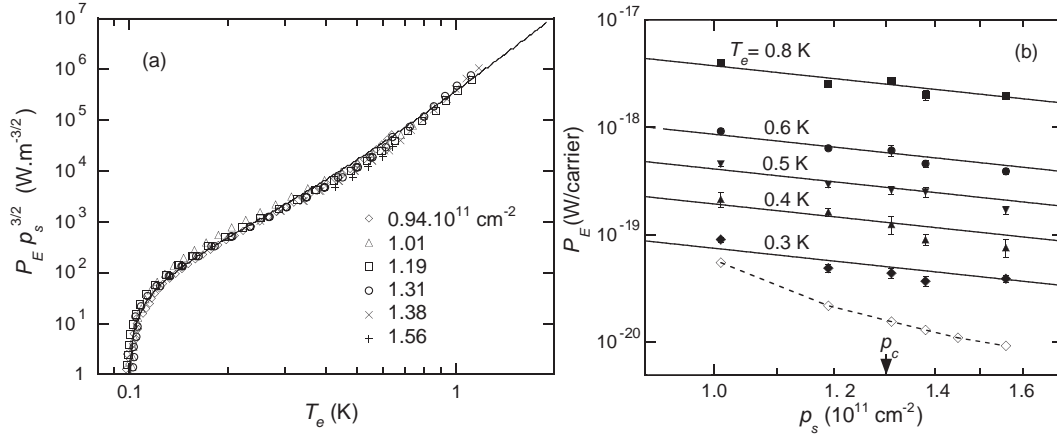 (a)
P_E p_s^{3/2} (W.m^{-3/2})
10^7
10^6
10^5
10^4
10^3
10^2
10^1
1
0.1
1
T_e (K)
◇ 0.94.10^{11} cm^{-2}
△ 1.01
□ 1.19
○ 1.31
× 1.38
+ 1.56
(b)
P_E (W/carrier)
10^{-17}
10^{-18}
10^{-19}
10^{-20}
T_e = 0.8 K
0.6 K
0.5 K
0.4 K
0.3 K
p_c
1.0
1.2
1.4
1.6
p_s (10^{11} cm^{-2})